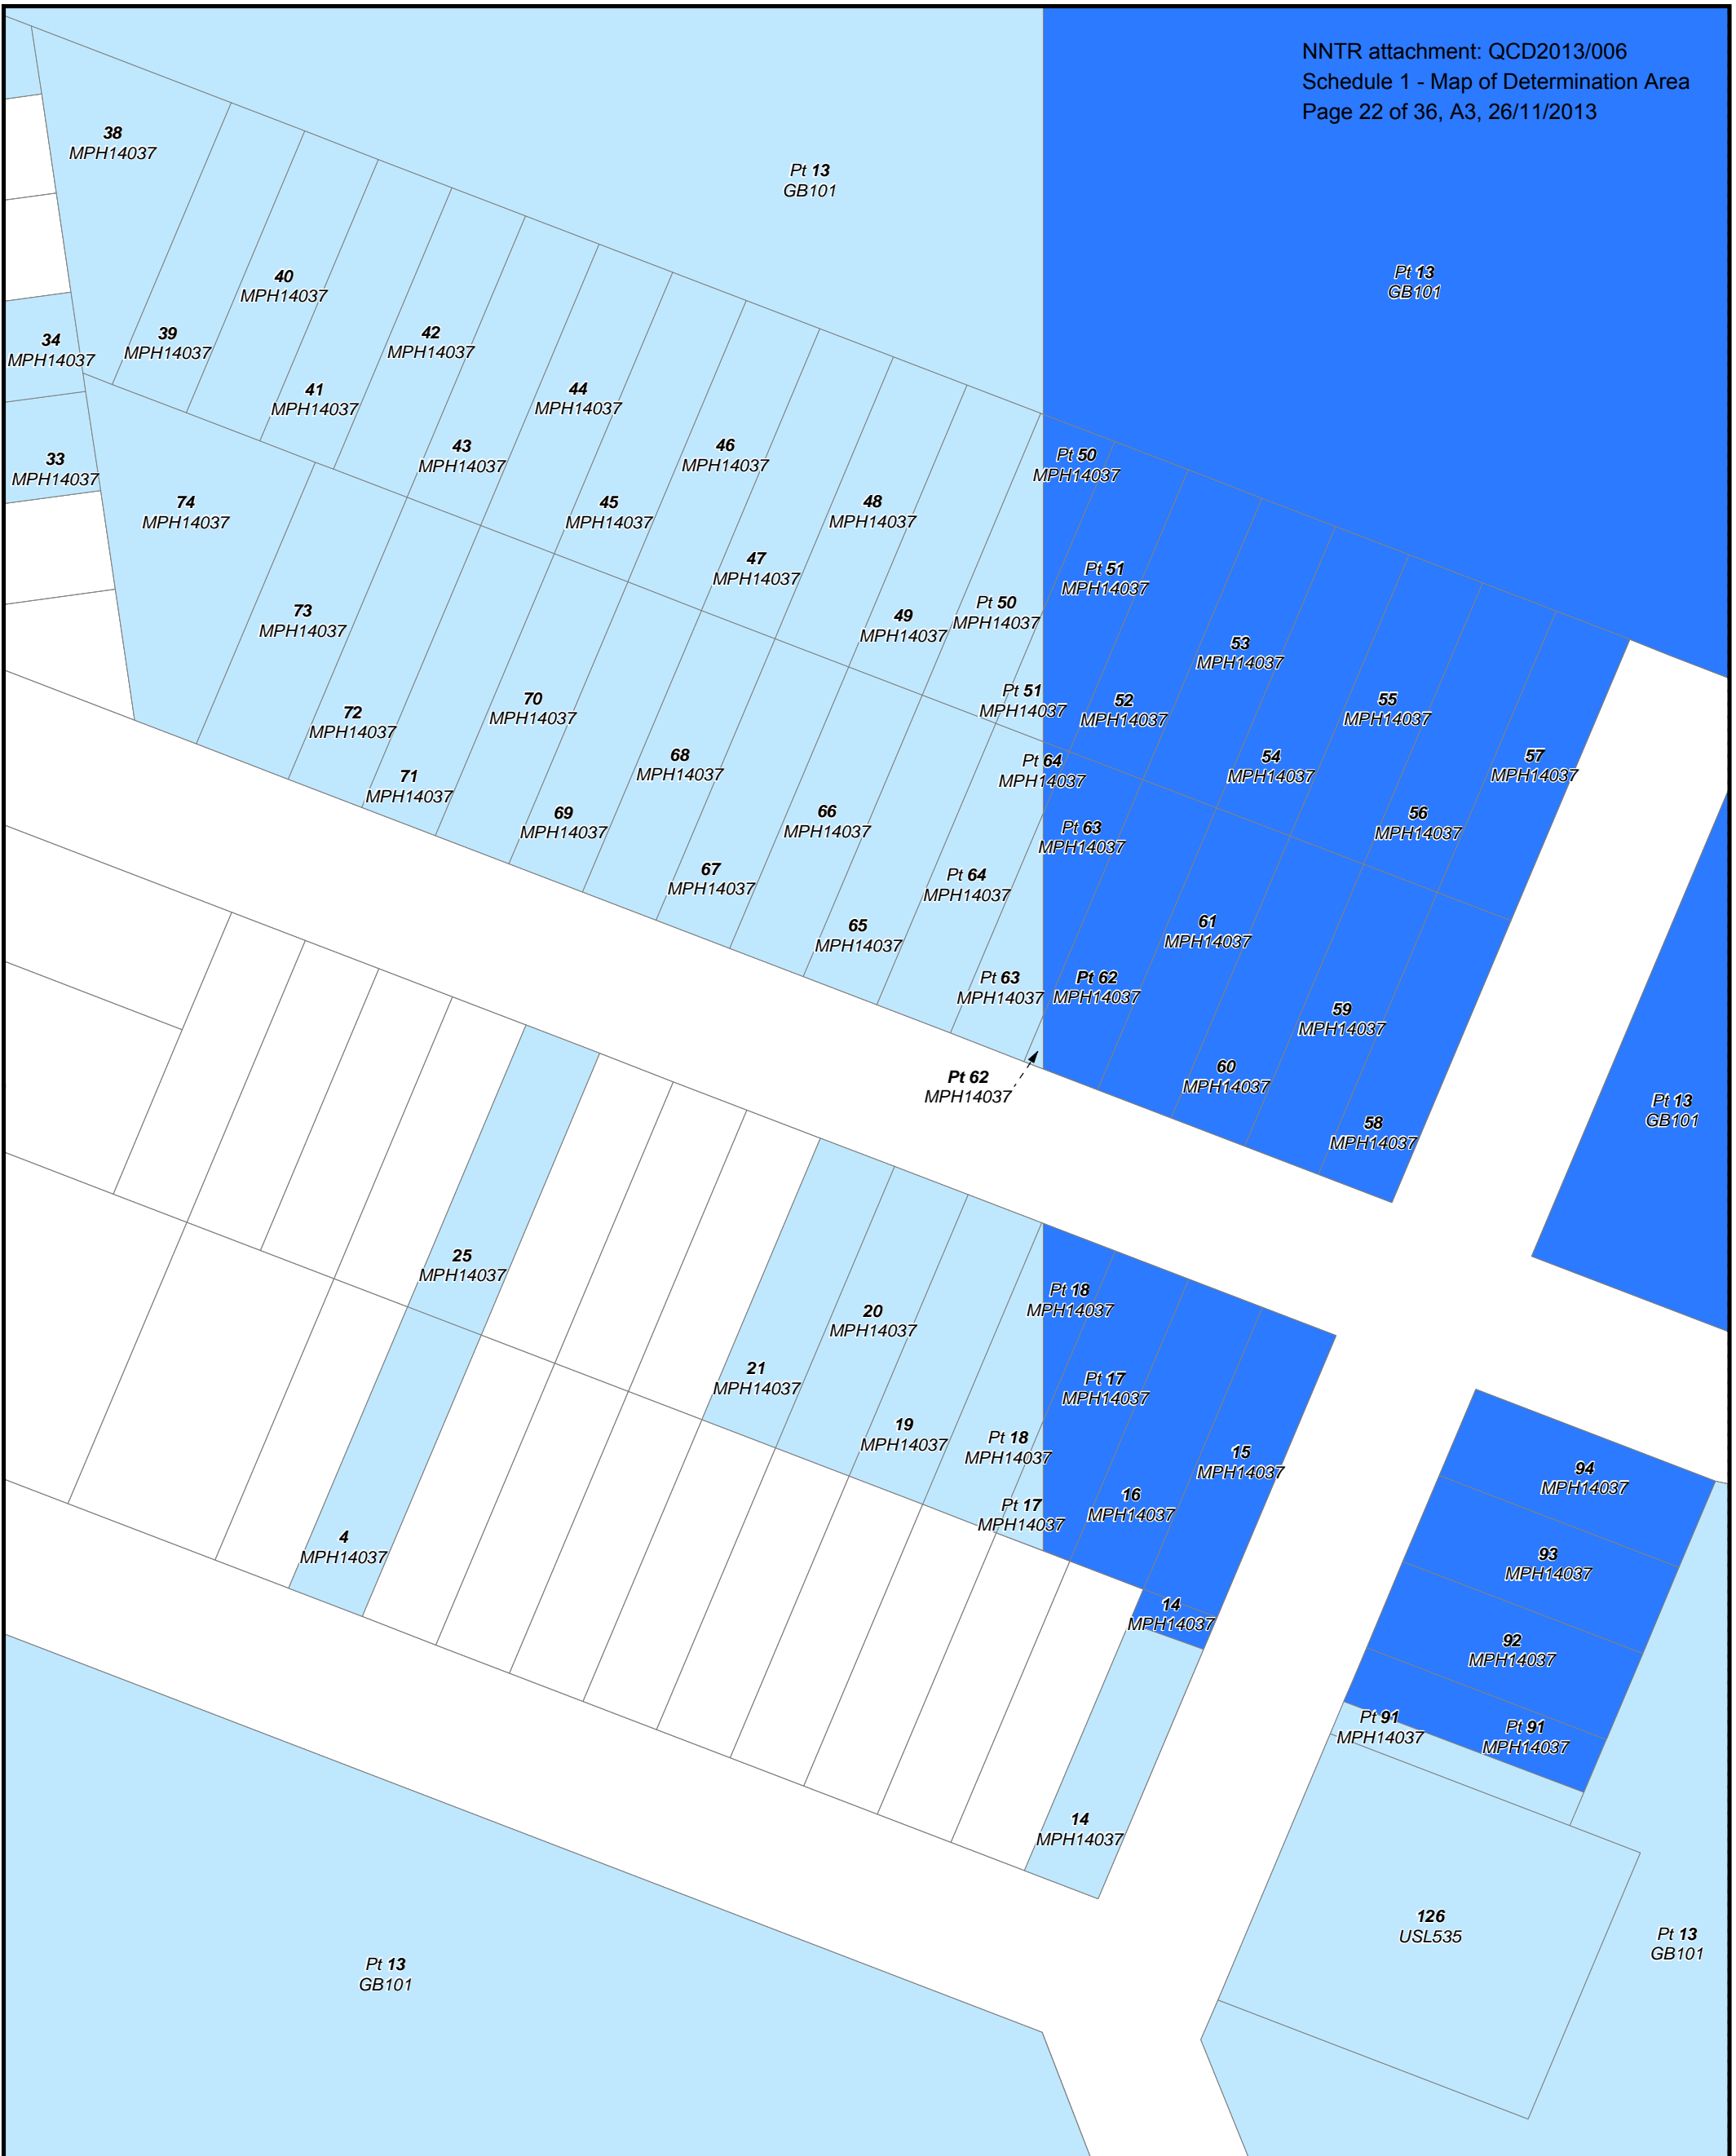 NNTR attachment: QCD2013/006
Schedule 1 - Map of Determination Area
Page 22 of 36, A3, 26/11/2013
38
MPH14037
Pt 13
GB101
Pt 13
GB101
40
MPH14037
39
MPH14037
34
MPH14037
42
MPH14037
41
MPH14037
44
MPH14037
43
MPH14037
46
MPH14037
33
MPH14037
Pt 50
MPH14037
74
MPH14037
45
MPH14037
48
MPH14037
47
MPH14037
Pt 51
MPH14037
73
MPH14037
49
MPH14037
Pt 50
MPH14037
53
MPH14037
72
MPH14037
70
MPH14037
Pt 51
MPH14037
52
MPH14037
55
MPH14037
71
MPH14037
68
MPH14037
Pt 64
MPH14037
54
MPH14037
57
MPH14037
69
MPH14037
66
MPH14037
Pt 63
MPH14037
56
MPH14037
67
MPH14037
Pt 64
MPH14037
65
MPH14037
61
MPH14037
Pt 63
MPH14037
Pt 62
MPH14037
59
MPH14037
Pt 62
MPH14037
60
MPH14037
58
MPH14037
Pt 13
GB101
25
MPH14037
20
MPH14037
Pt 18
MPH14037
21
MPH14037
Pt 17
MPH14037
19
MPH14037
Pt 18
MPH14037
15
MPH14037
94
MPH14037
Pt 17
MPH14037
16
MPH14037
4
MPH14037
93
MPH14037
14
MPH14037
92
MPH14037
Pt 91
MPH14037
Pt 91
MPH14037
14
MPH14037
126
USL535
Pt 13
GB101
Pt 13
GB101